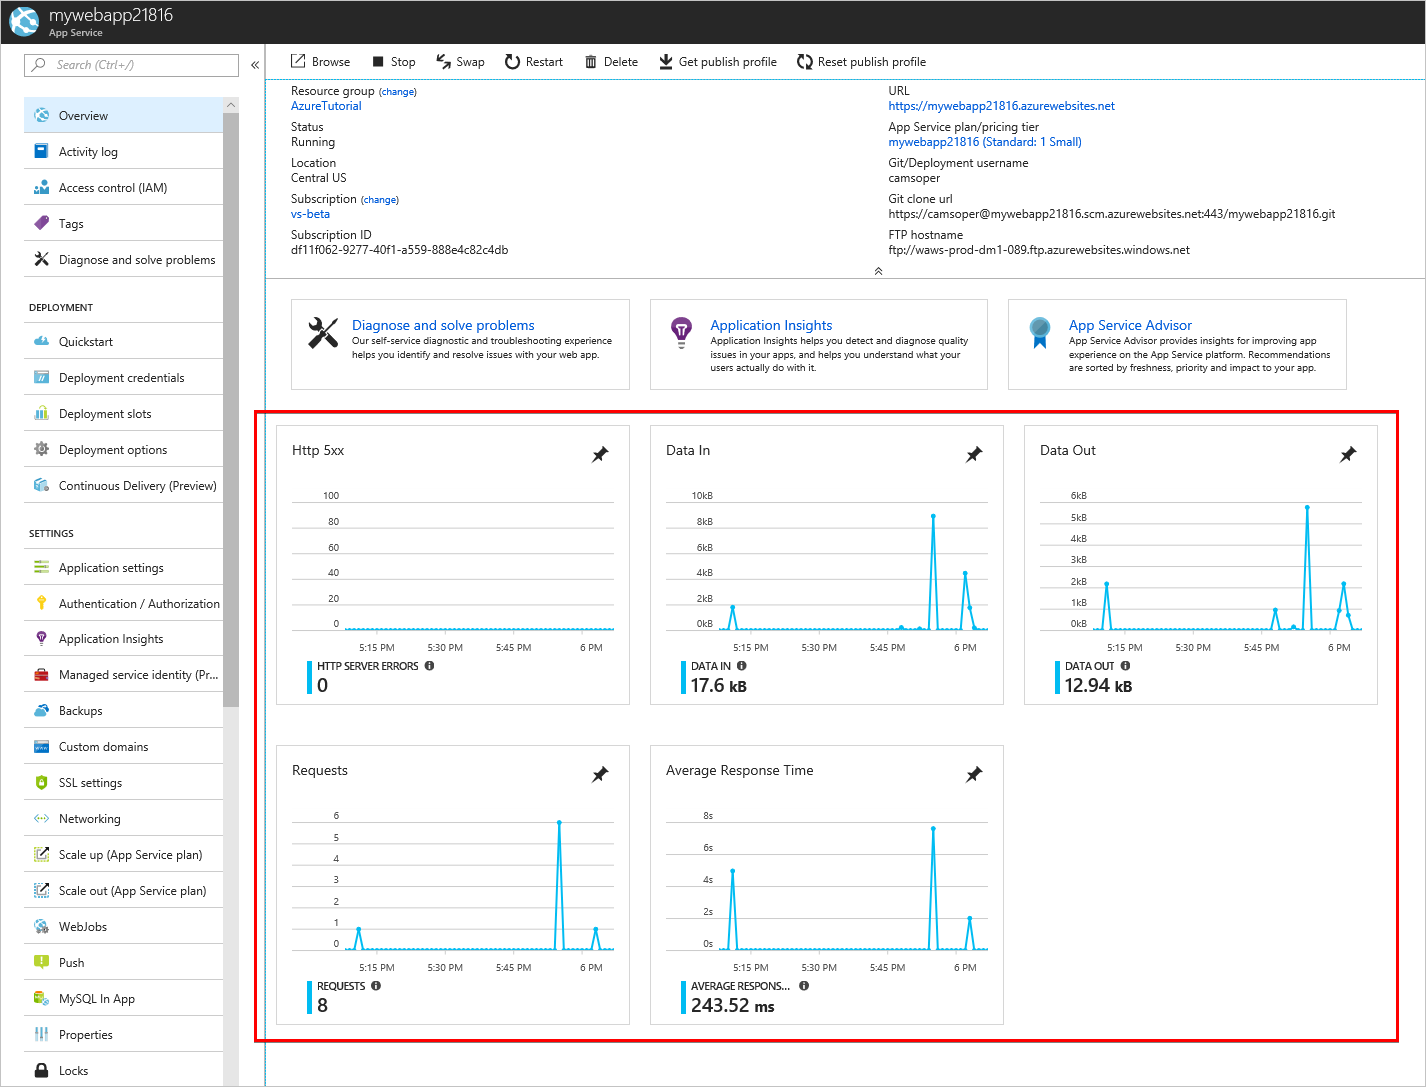 mywebapp21816
App Service
Search (Ctrl+/)
«
Overview
Activity log
Access control (IAM)
Tags
Diagnose and solve problems
DEPLOYMENT
Quickstart
Deployment credentials
Deployment slots
Deployment options
Continuous Delivery (Preview)
SETTINGS
Application settings
Authentication / Authorization
Application Insights
Managed service identity (Pr...
Backups
Custom domains
SSL settings
Networking
Scale up (App Service plan)
Scale out (App Service plan)
WebJobs
Push
MySQL In App
Properties
Locks
Browse Stop Swap Restart Delete Get publish profile Reset publish profile
Resource group (change)
AzureTutorial
Status
Running
Location
Central US
Subscription (change)
vs-beta
Subscription ID
df11f062-9277-40f1-a559-888e4c82c4db
URL
https://mywebapp21816.azurewebsites.net
App Service plan/pricing tier
mywebapp21816 (Standard: 1 Small)
Git/Deployment username
camsoper
Git clone url
https://camsoper@mywebapp21816.scm.azurewebsites.net:443/mywebapp21816.git
FTP hostname
ftp://waws-prod-dm1-089.ftp.azurewebsites.windows.net
Diagnose and solve problems
Our self-service diagnostic and troubleshooting experience
helps you identify and resolve issues with your web app.
Application Insights
Application Insights helps you detect and diagnose quality
issues in your apps, and helps you understand what your
users actually do with it.
App Service Advisor
App Service Advisor provides insights for improving app
experience on the App Service platform. Recommendations
are sorted by freshness, priority and impact to your app.
Http 5xx
100
80
60
40
20
0
5:15 PM 5:30 PM 5:45 PM 6 PM
HTTP SERVER ERRORS
0
Data In
10kB
8kB
6kB
4kB
2kB
0kB
5:15 PM 5:30 PM 5:45 PM 6 PM
DATA IN
17.6 kB
Data Out
6kB
5kB
4kB
3kB
2kB
1kB
0kB
5:15 PM 5:30 PM 5:45 PM 6 PM
DATA OUT
12.94 kB
Requests
6
5
4
3
2
1
0
5:15 PM 5:30 PM 5:45 PM 6 PM
REQUESTS
8
Average Response Time
8s
6s
4s
2s
0s
5:15 PM 5:30 PM 5:45 PM 6 PM
AVERAGE RESPONS...
243.52 ms